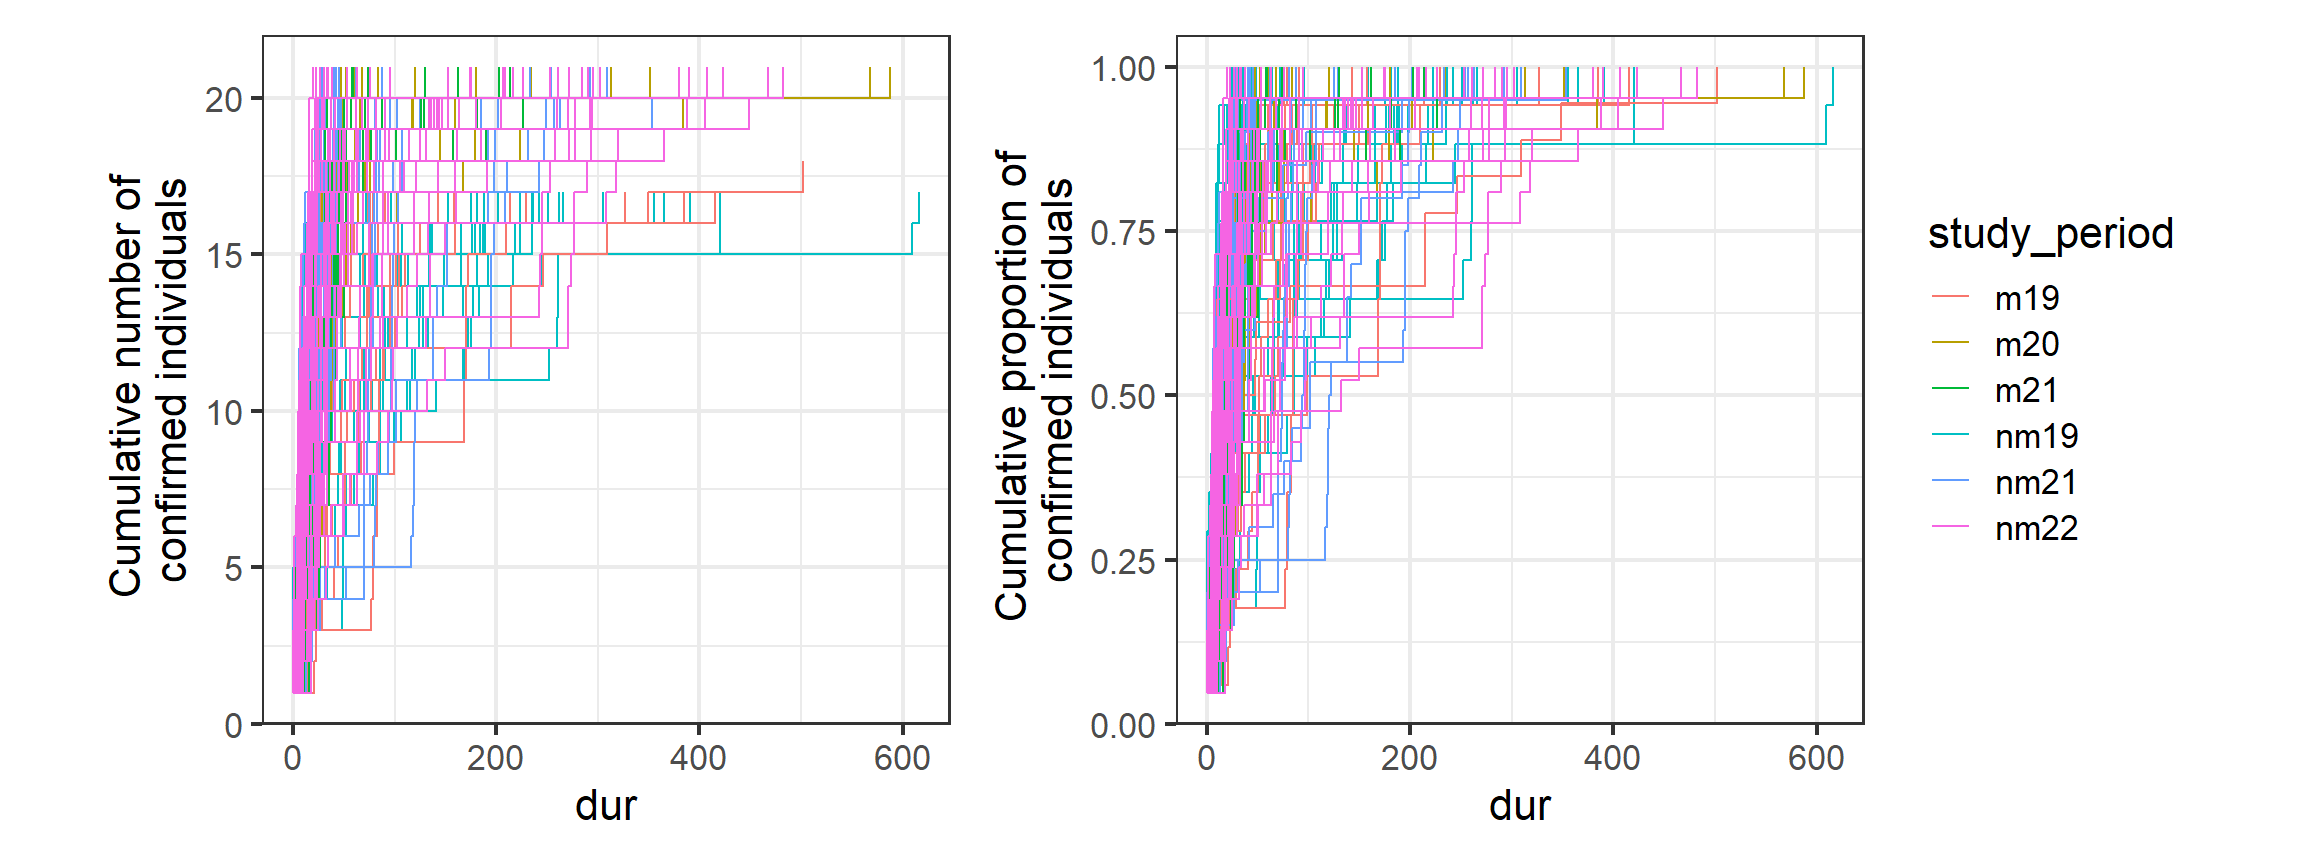 Cumulative number of
confirmed individuals
20
15
10
5
0
0 200 400 600
dur
Cumulative proportion of
confirmed individuals
1.00
0.75
0.50
0.25
0.00
0 200 400 600
dur
study_period
m19
m20
m21
nm19
nm21
nm22